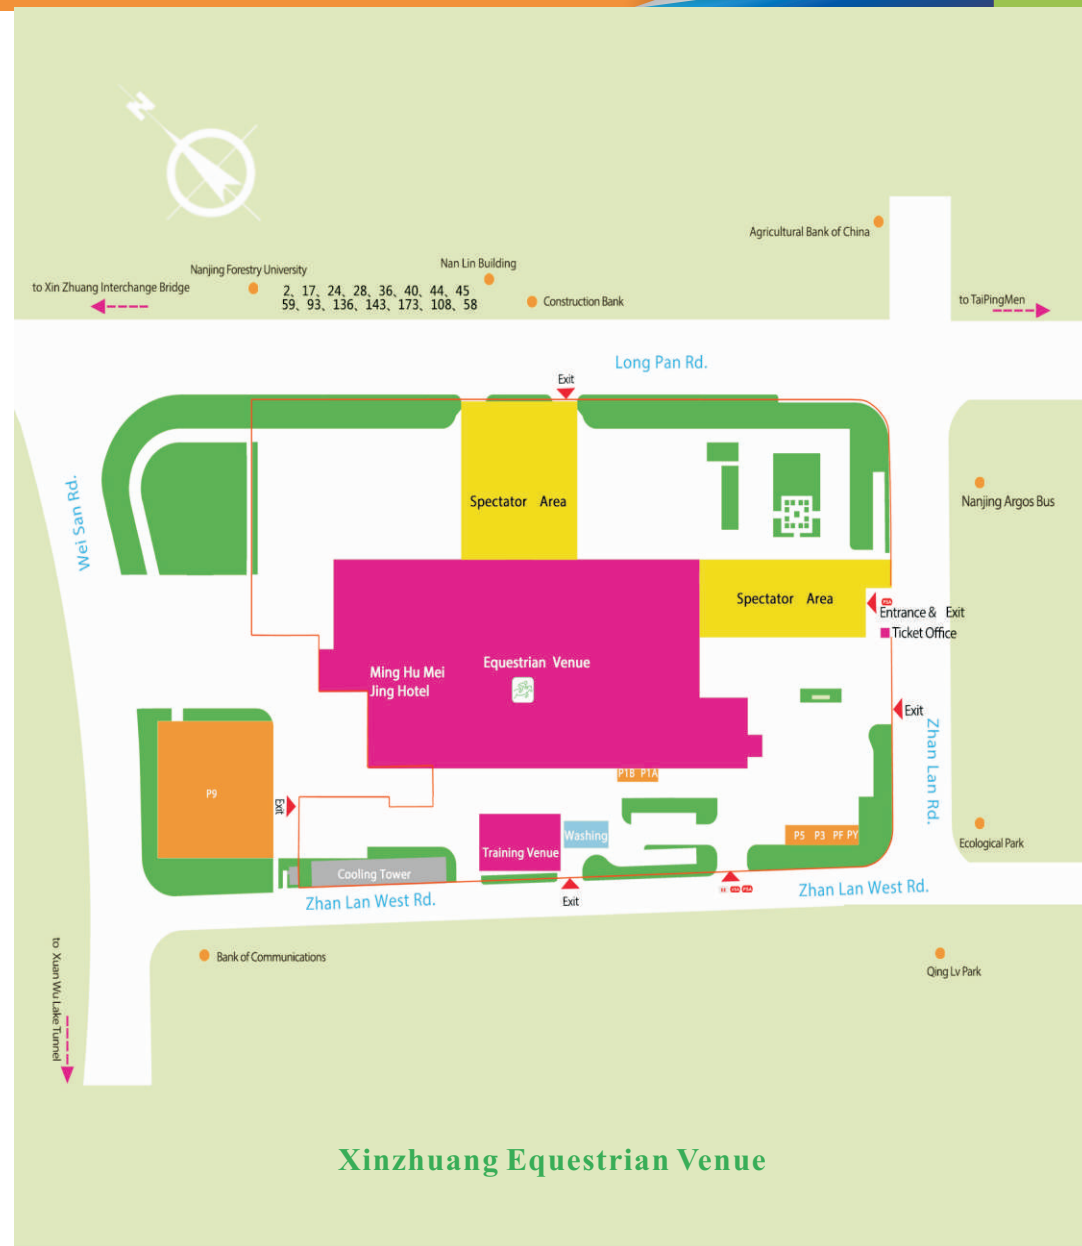 N
Agricultural Bank of China
Nan Lin Building
Nanjing Forestry University
to Xin Zhuang Interchange Bridge
2、17、24、28、36、40、44、45
59、93、136、143、173、108、58
Construction Bank
to TaiPingMen
Long Pan Rd.
Exit
Wei San Rd.
Spectator Area
Nanjing Argos Bus
Spectator Area
Entrance & Exit
Ticket Office
Ming Hu Mei
Jing Hotel
Equestrian Venue
Exit
Zhan Lan Rd.
P1B P1A
P9
Exit
P5 P3 PF PY
Washing
Training Venue
Ecological Park
Cooling Tower
Zhan Lan West Rd.
Exit
Zhan Lan West Rd.
Bank of Communications
Qing Lv Park
to Xuan Wu Lake Tunnel
Xinzhuang Equestrian Venue